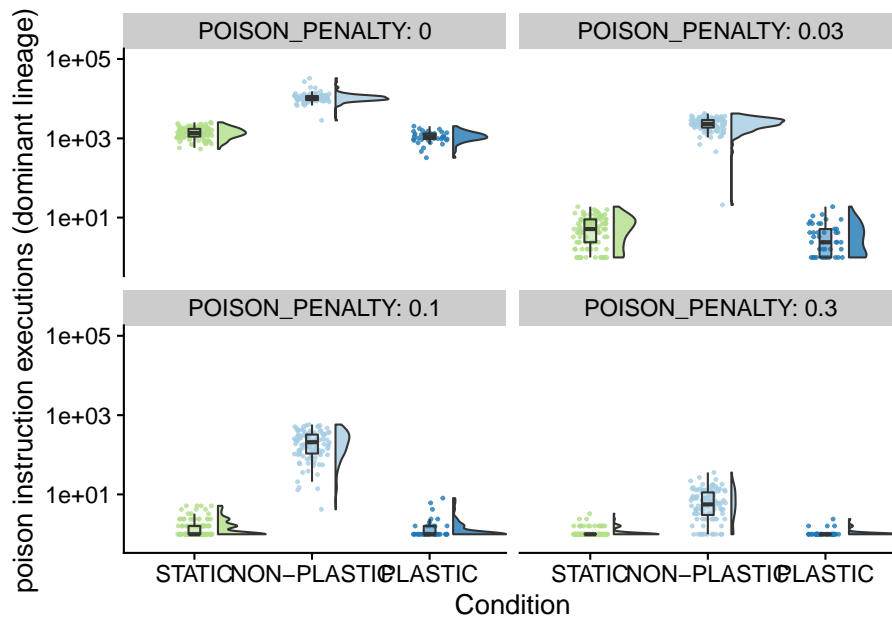 POISON_PENALTY: 0
POISON_PENALTY: 0.03
1e+05
1e+03
1e+01
POISON_PENALTY: 0.1
POISON_PENALTY: 0.3
1e+05
1e+03
1e+01
poison instruction executions (dominant lineage)
STATIC NON−PLASTIC PLASTIC
STATIC NON−PLASTIC PLASTIC
Condition